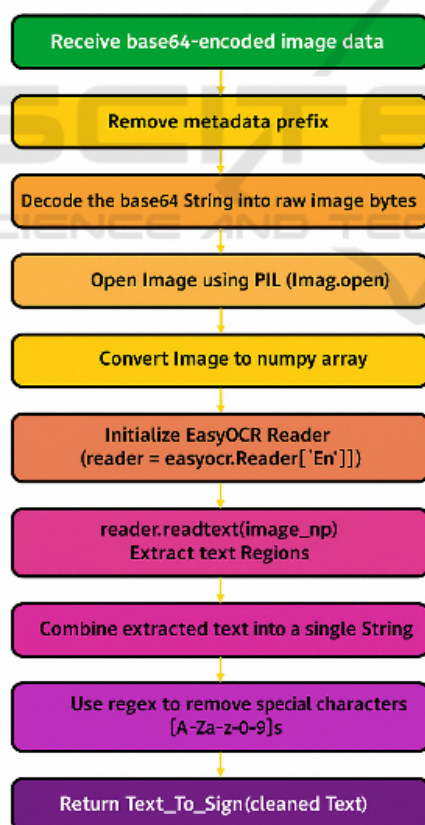 Receive base64-encoded image data
Remove metadata prefix
Decode the base64 String into raw image bytes
Open Image using PIL (Imag.open)
Convert Image to numpy array
Initialize EasyOCR Reader
(reader = easyocr.Reader['En']])
reader.readtext(image_np)
Extract text Regions
Combine extracted text into a single String
Use regex to remove special characters
[A-Za-z-0-9]s
Return Text_To_Sign(cleaned Text)